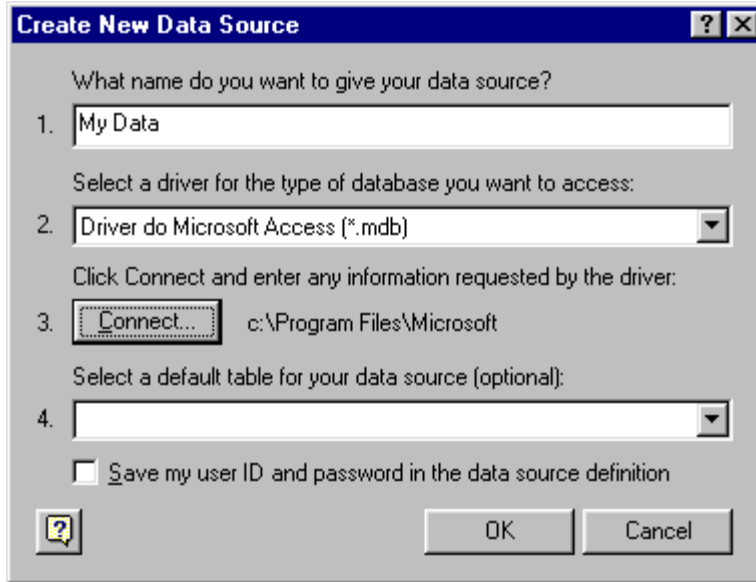 Create New Data Source
What name do you want to give your data source?
1. My Data
Select a driver for the type of database you want to access:
2. Driver do Microsoft Access (*.mdb)
Click Connect and enter any information requested by the driver:
3. Connect... c:\Program Files\Microsoft
Select a default table for your data source (optional):
4.
Save my user ID and password in the data source definition
OK Cancel